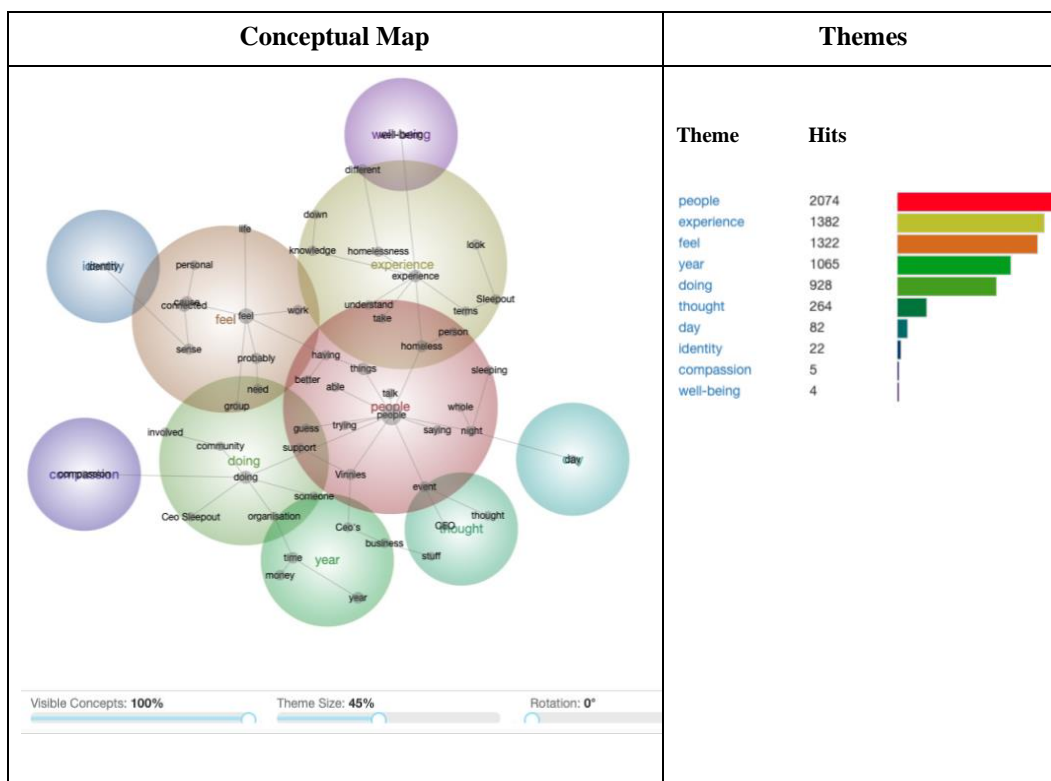 Conceptual Map
Themes
well-being
different
down
life
knowledge
homelessness
look
identity
personal
experience
experience
cause
connected
understand
Sleepout
feel
feel
work
take
terms
person
sense
probably
having
homeless
better
able
things
sleeping
need
talk
group
people
people
whole
guess
trying
saying
night
involved
community
support
day
doing
doing
compassion
Vinnies
event
someone
Ceo Sleepout
organisation
Ceo's
CEO
thought
thought
business
stuff
time
year
money
year
Visible Concepts: 100%
Theme Size: 45%
Rotation: 0°
Theme Hits
people 2074
experience 1382
feel 1322
year 1065
doing 928
thought 264
day 82
identity 22
compassion 5
well-being 4